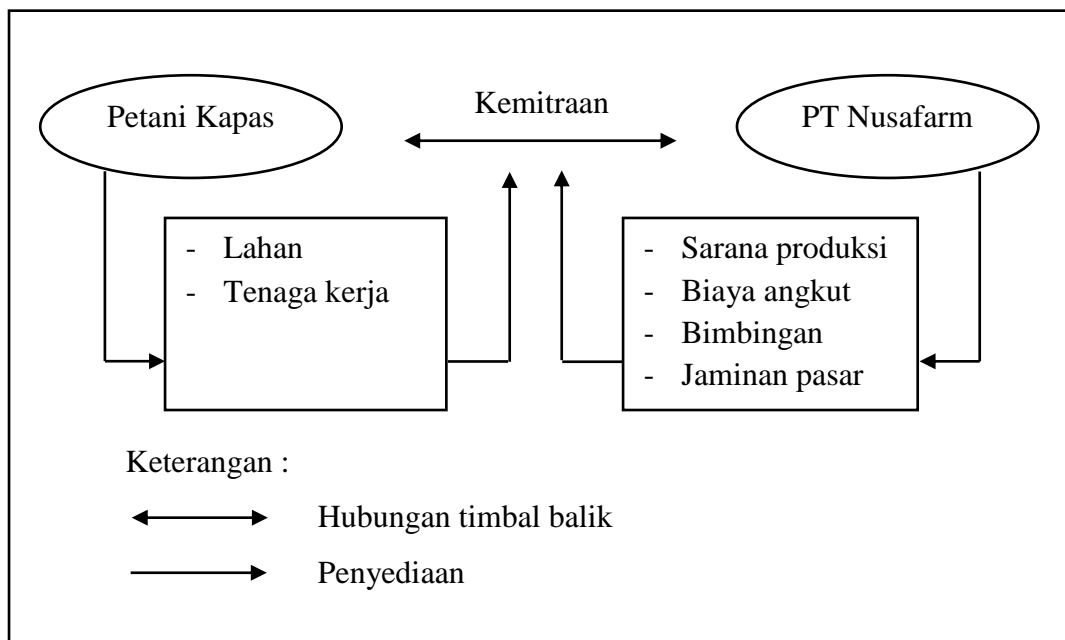 Petani Kapas
Kemitraan
PT Nusafarm
- Lahan
- Tenaga kerja
- Sarana produksi
- Biaya angkut
- Bimbingan
- Jaminan pasar
Keterangan :
Hubungan timbal balik
Penyediaan